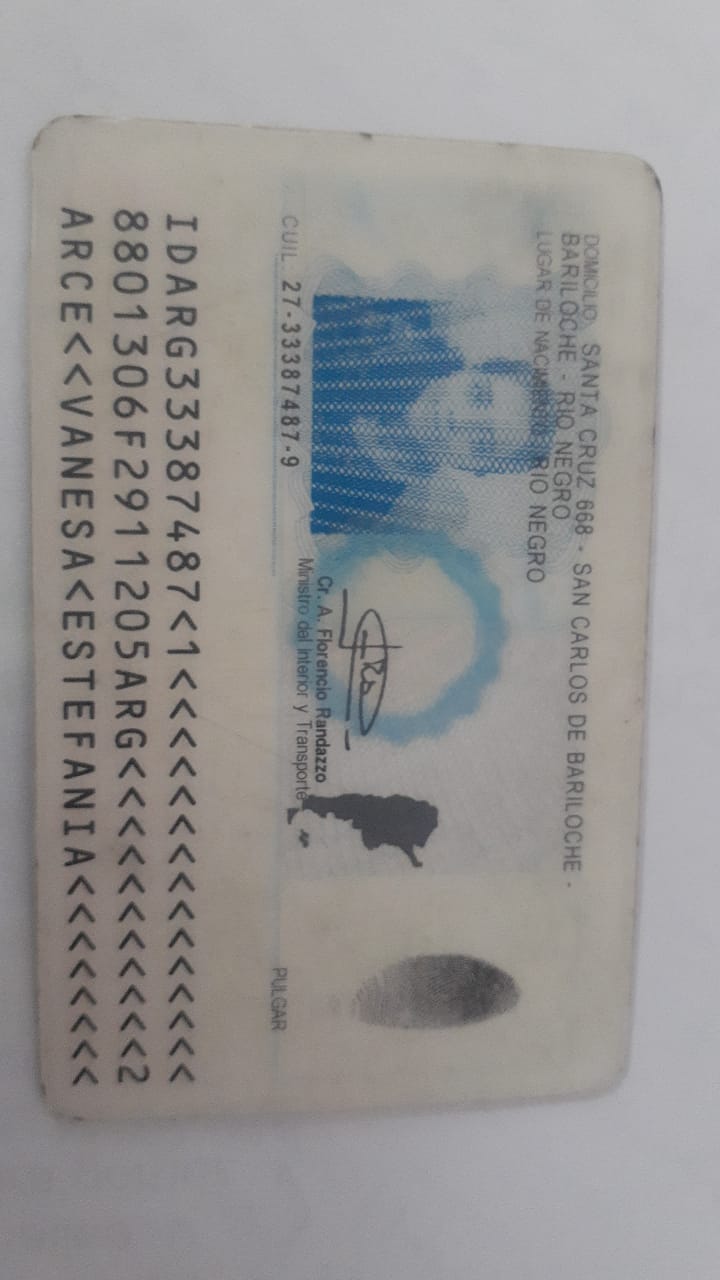 DOMICILIO: SANTA CRUZ 668 - SAN CARLOS DE BARILOCHE -
BARILOCHE - RIO NEGRO
LUGAR DE NACIMIENTO: RIO NEGRO
CUIL: 27-33387487-9
Cr. A. Florencio Randazzo
Ministro del Interior y Transporte
PULGAR
IDARG33387487<1<<<<<<<<<<<<<<<
8801306F2911205ARG<<<<<<<<<<<2
ARCE<<VANESA<ESTEFANIA<<<<<<<<